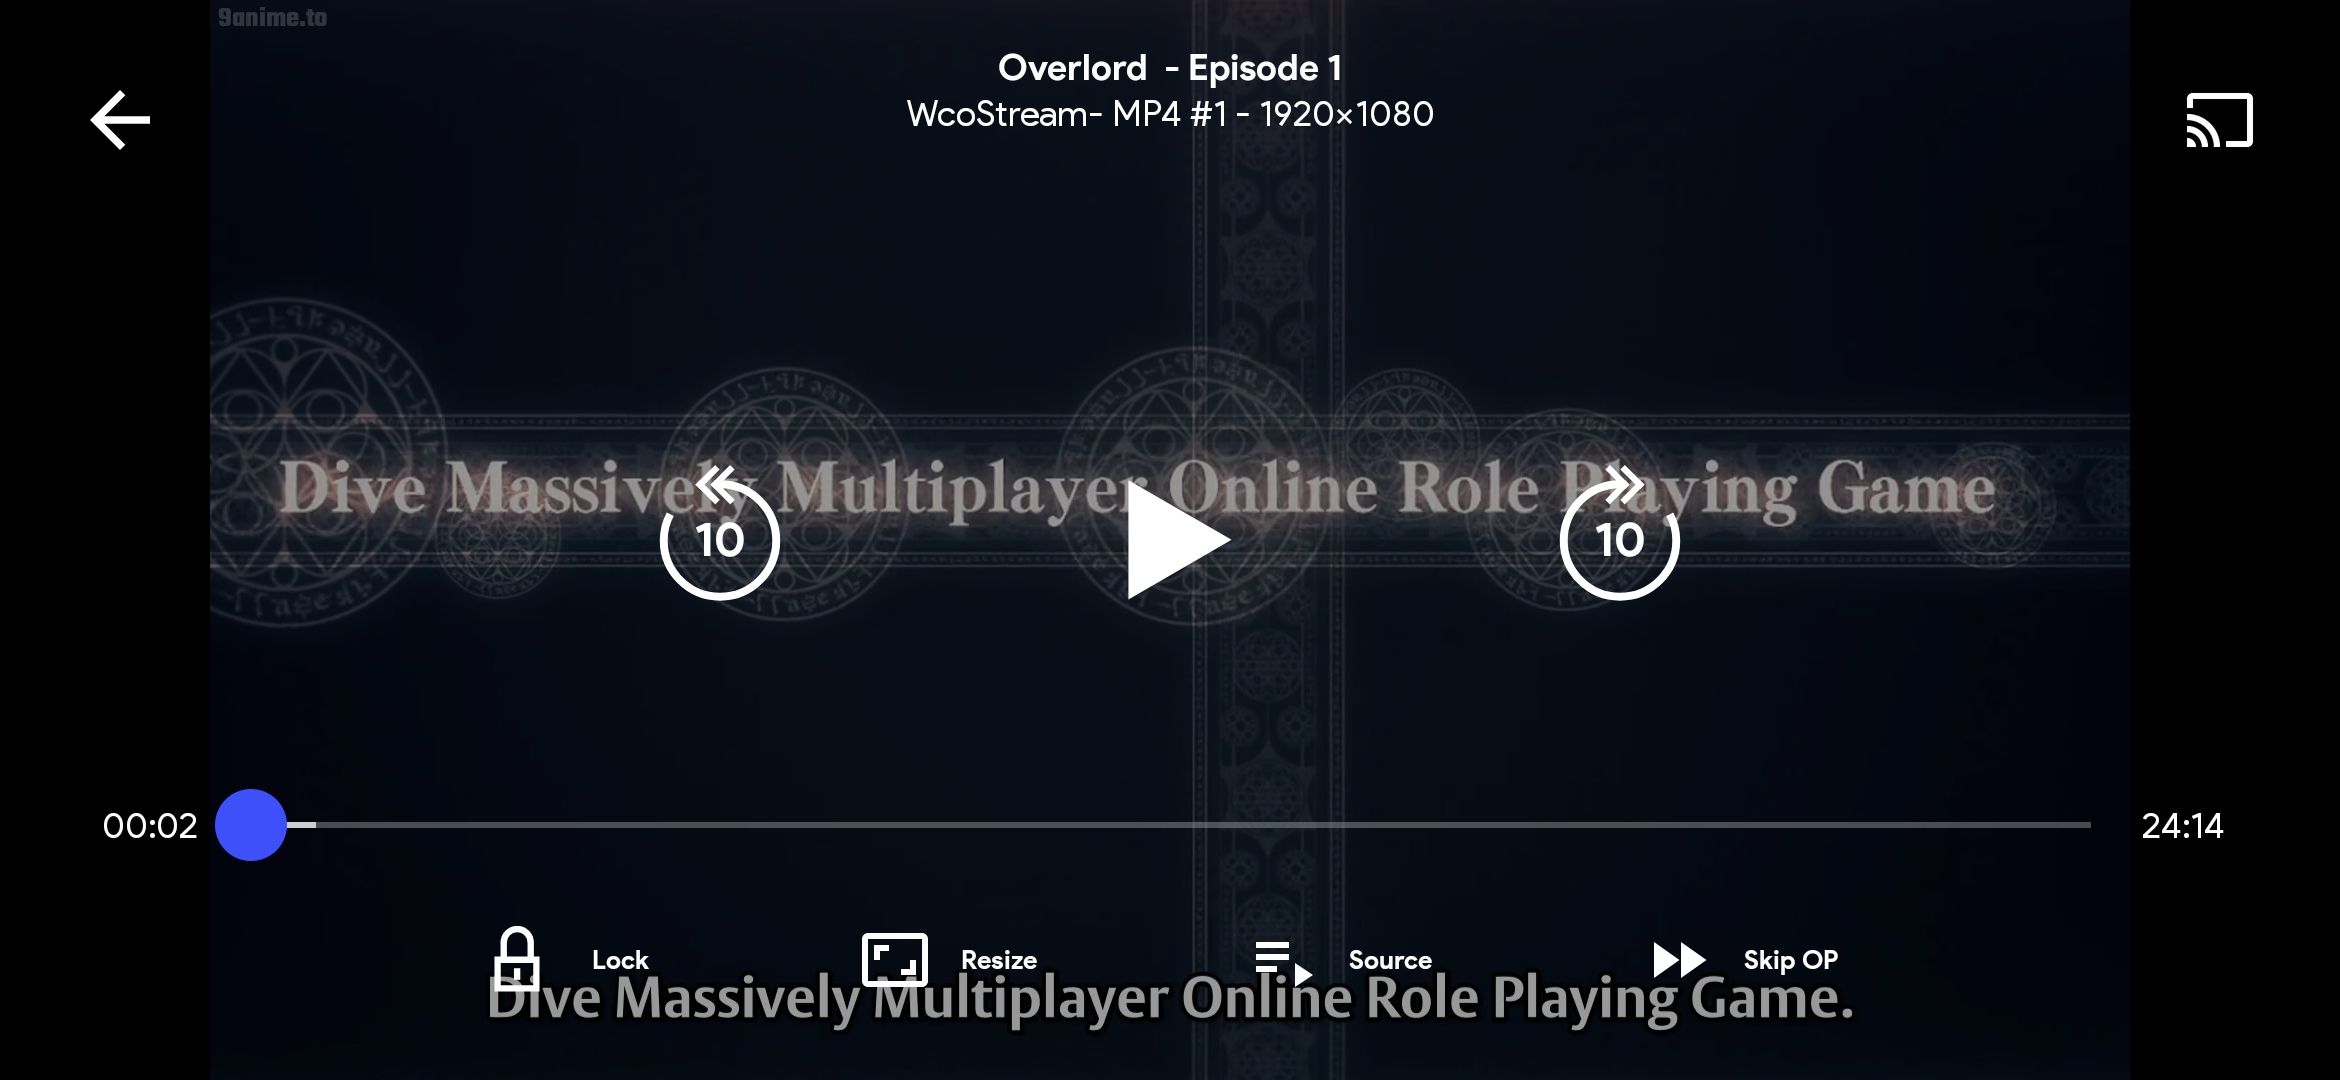 9anime.to
Overlord - Episode 1
WcoStream- MP4 #1 - 1920×1080
Dive Massively Multiplayer Online Role Playing Game
10
10
00:02
24:14
Lock
Resize
Source
Skip OP
Dive Massively Multiplayer Online Role Playing Game.